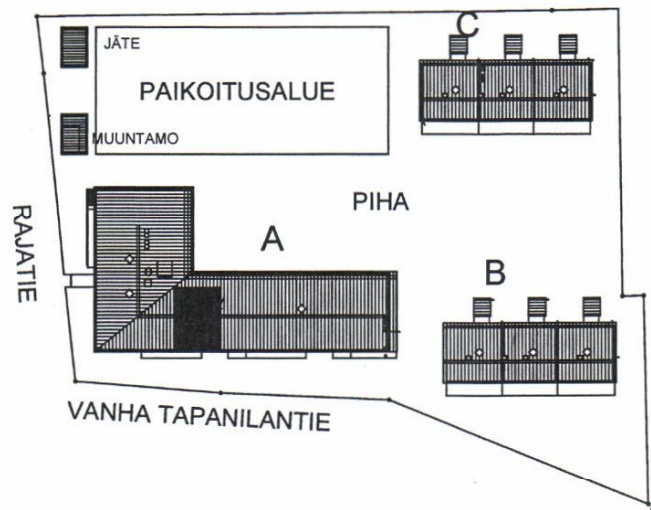 C
JÄTE
PAIKOITUSALUE
MUUNTAMO
PIHA
RAJATIE
A
B
VANHA TAPANILANTIE